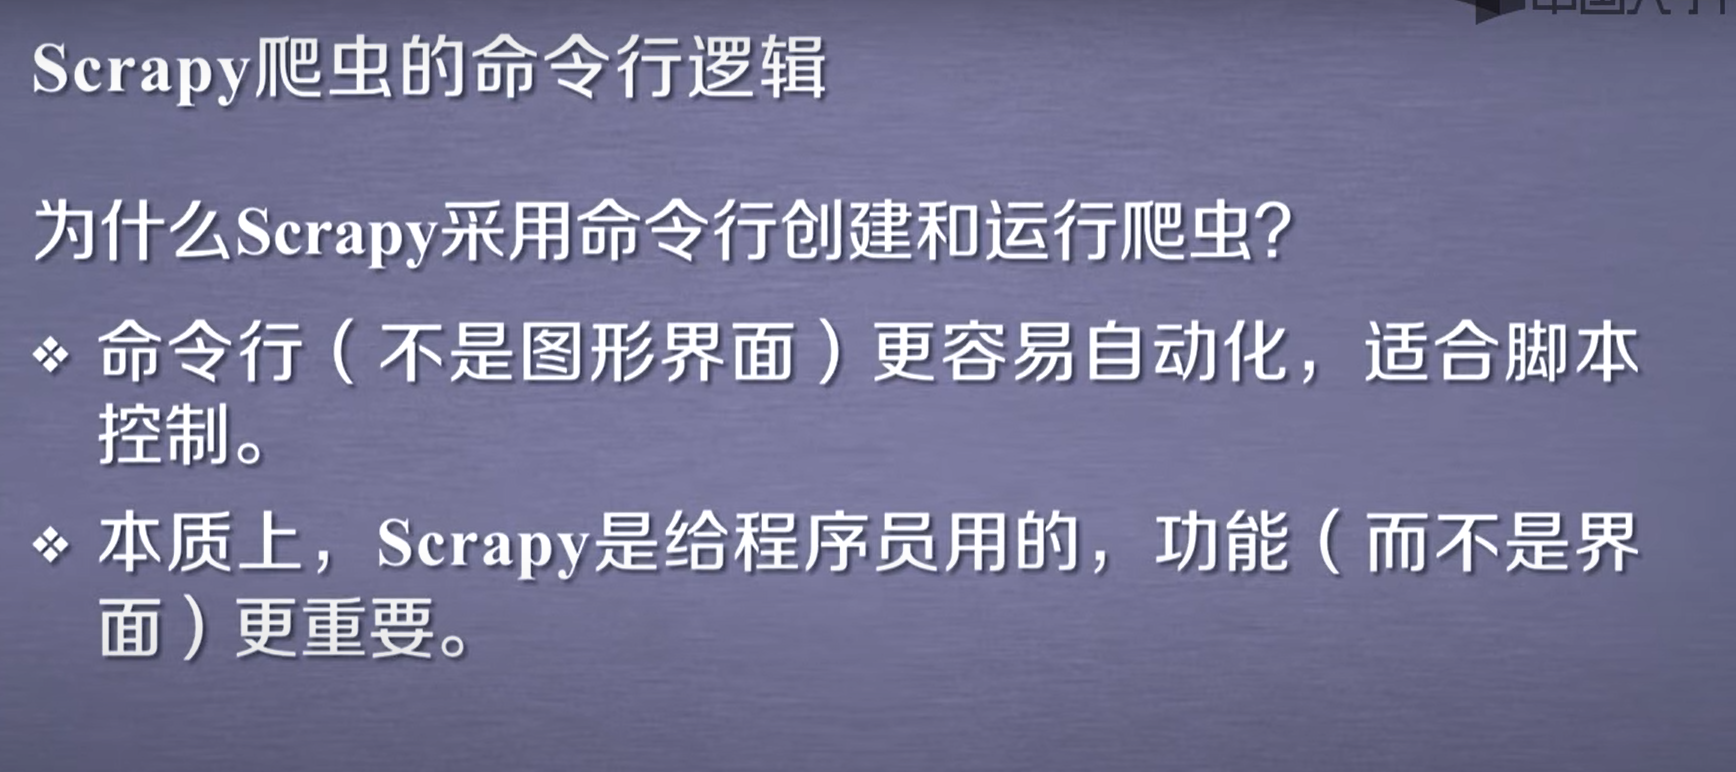 Scrapy爬虫的命令行逻辑
为什么Scrapy采用命令行创建和运行爬虫？
❖ 命令行（不是图形界面）更容易自动化，适合脚本
控制。
❖ 本质上，Scrapy是给程序员用的，功能（而不是界
面）更重要。